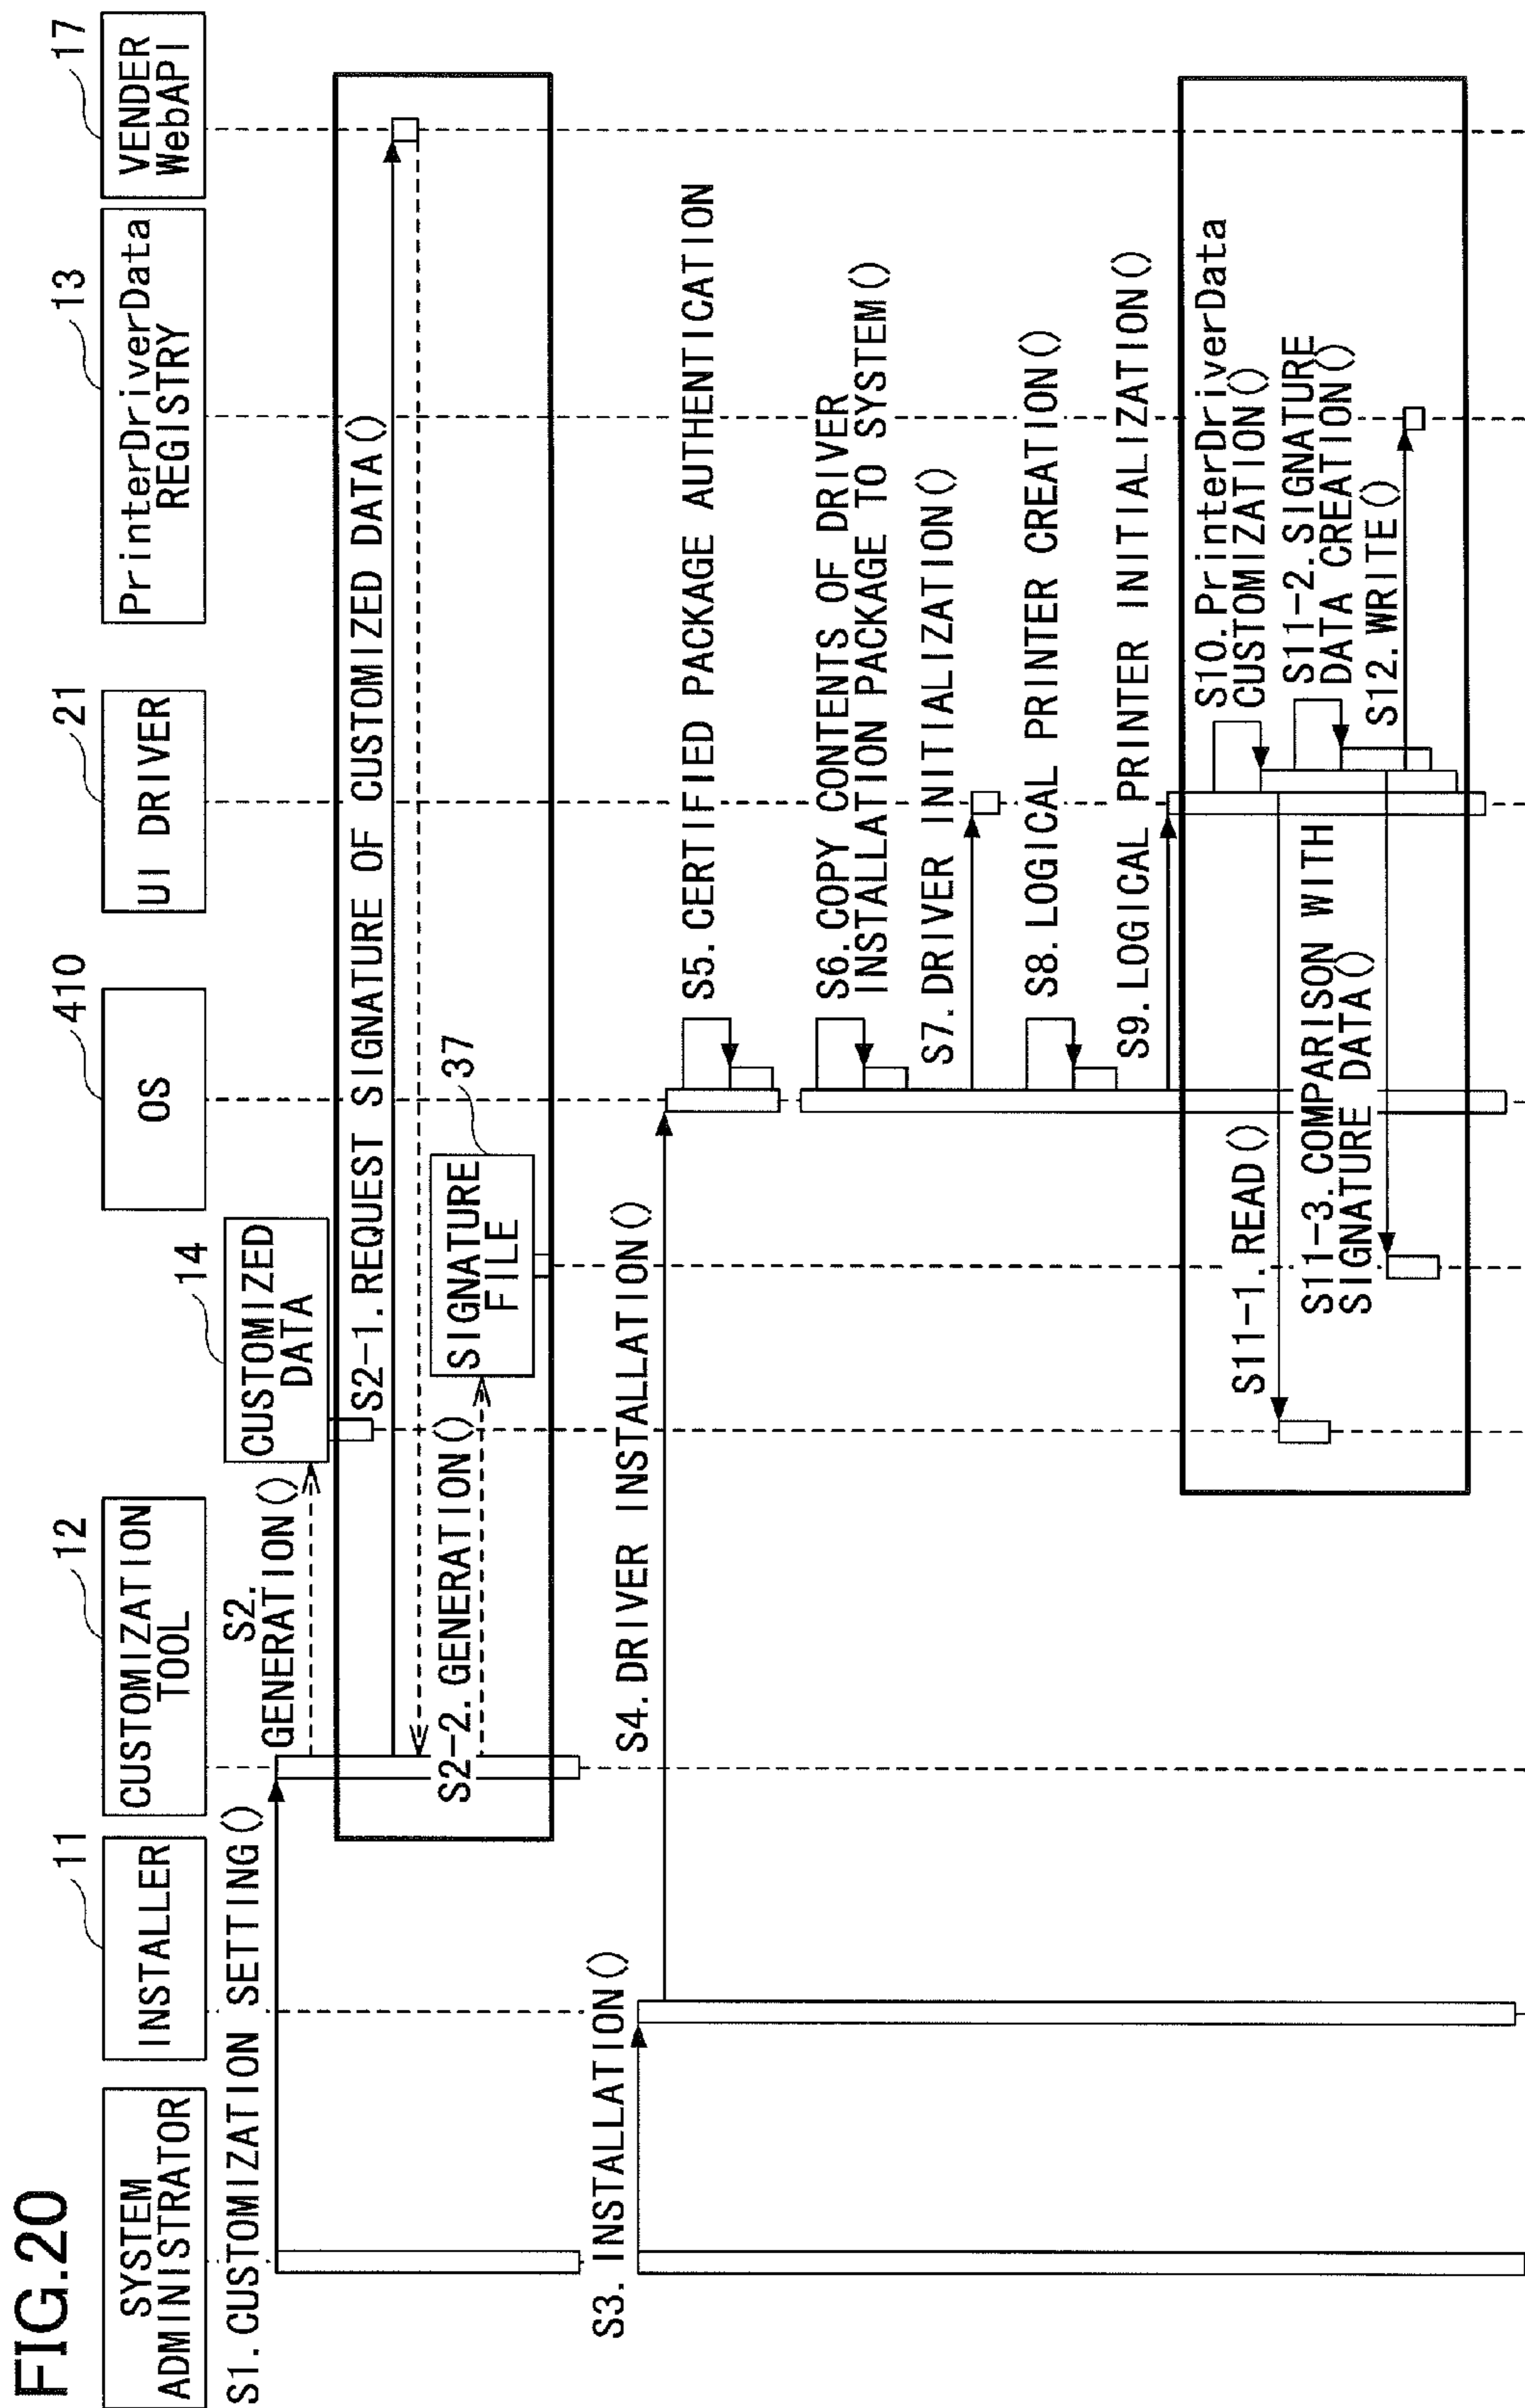 FIG.20
SYSTEM
ADMINISTRATOR
INSTALLER
11
CUSTOMIZATION
TOOL
12
OS
410
UI DRIVER
21
PrinterDriverData
REGISTRY
13
VENDER
WebAPI
17
S1. CUSTOMIZATION SETTING()
S2.
GENERATION()
CUSTOMIZED
DATA
14
S2-1. REQUEST SIGNATURE OF CUSTOMIZED DATA()
S2-2. GENERATION()
SIGNATURE
FILE
37
S3. INSTALLATION()
S4. DRIVER INSTALLATION()
S5. CERTIFIED PACKAGE AUTHENTICATION
S6. COPY CONTENTS OF DRIVER
INSTALLATION PACKAGE TO SYSTEM()
S7. DRIVER INITIALIZATION()
S8. LOGICAL PRINTER CREATION()
S9. LOGICAL PRINTER INITIALIZATION()
S10. PrinterDriverData
CUSTOMIZATION()
S11-1. READ()
S11-2. SIGNATURE
DATA CREATION()
S11-3. COMPARISON WITH
SIGNATURE DATA()
S12. WRITE()